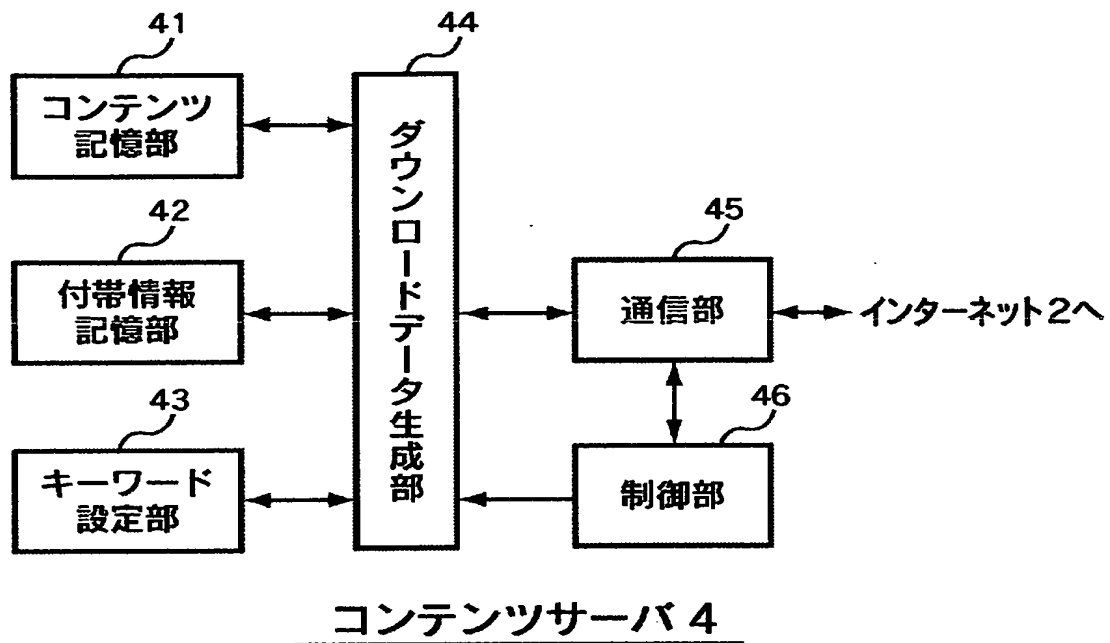 41
コンテンツ
記憶部
42
付帯情報
記憶部
43
キーワード
設定部
44
ダウンロードデータ生成部
45
通信部
インターネット2へ
46
制御部
コンテンツサーバ 4